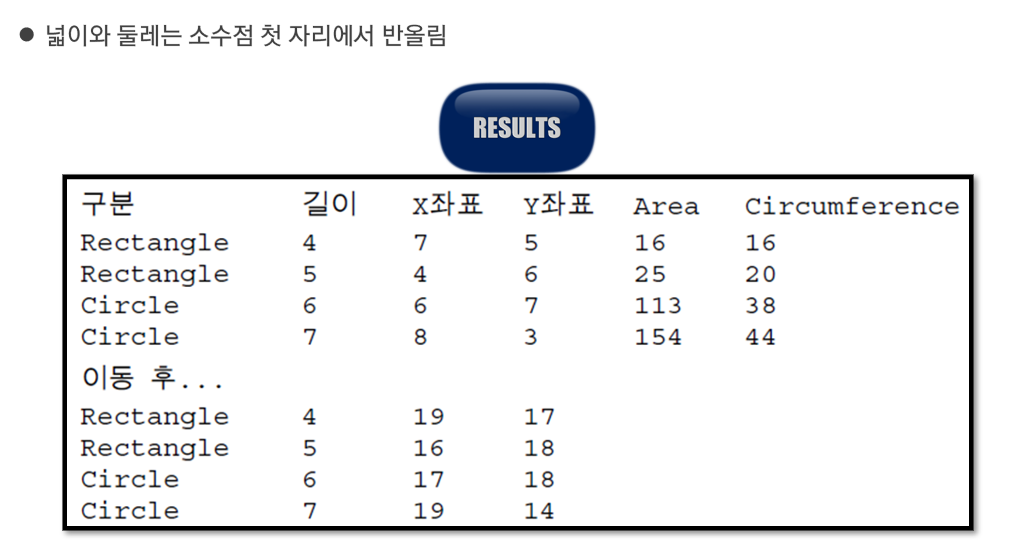 ● 넓이와 둘레는 소수점 첫 자리에서 반올림
RESULTS
구분 길이 X좌표 Y좌표 Area Circumference
Rectangle 4 7 5 16 16
Rectangle 5 4 6 25 20
Circle 6 6 7 113 38
Circle 7 8 3 154 44
이동 후...
Rectangle 4 19 17
Rectangle 5 16 18
Circle 6 17 18
Circle 7 19 14